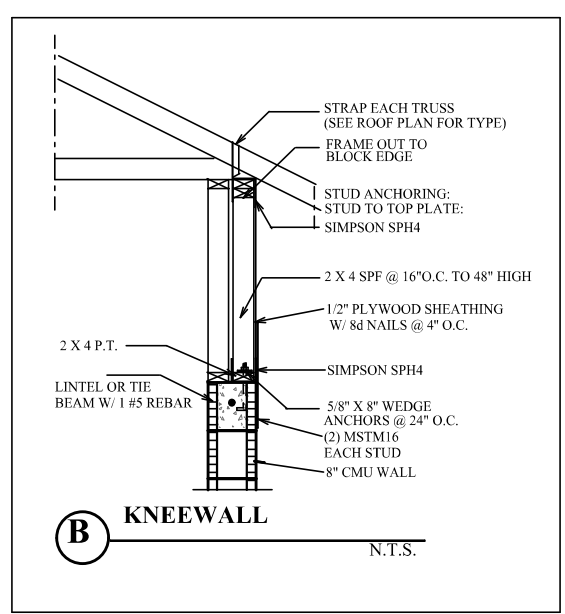 STRAP EACH TRUSS
(SEE ROOF PLAN FOR TYPE)
FRAME OUT TO
BLOCK EDGE
STUD ANCHORING:
STUD TO TOP PLATE:
SIMPSON SPH4
2 X 4 SPF @ 16"O.C. TO 48" HIGH
1/2" PLYWOOD SHEATHING
W/ 8d NAILS @ 4" O.C.
2 X 4 P.T.
SIMPSON SPH4
LINTEL OR TIE
BEAM W/ 1 #5 REBAR
5/8" X 8" WEDGE
ANCHORS @ 24" O.C.
(2) MSTM16
EACH STUD
8" CMU WALL
B
KNEEWALL
N.T.S.